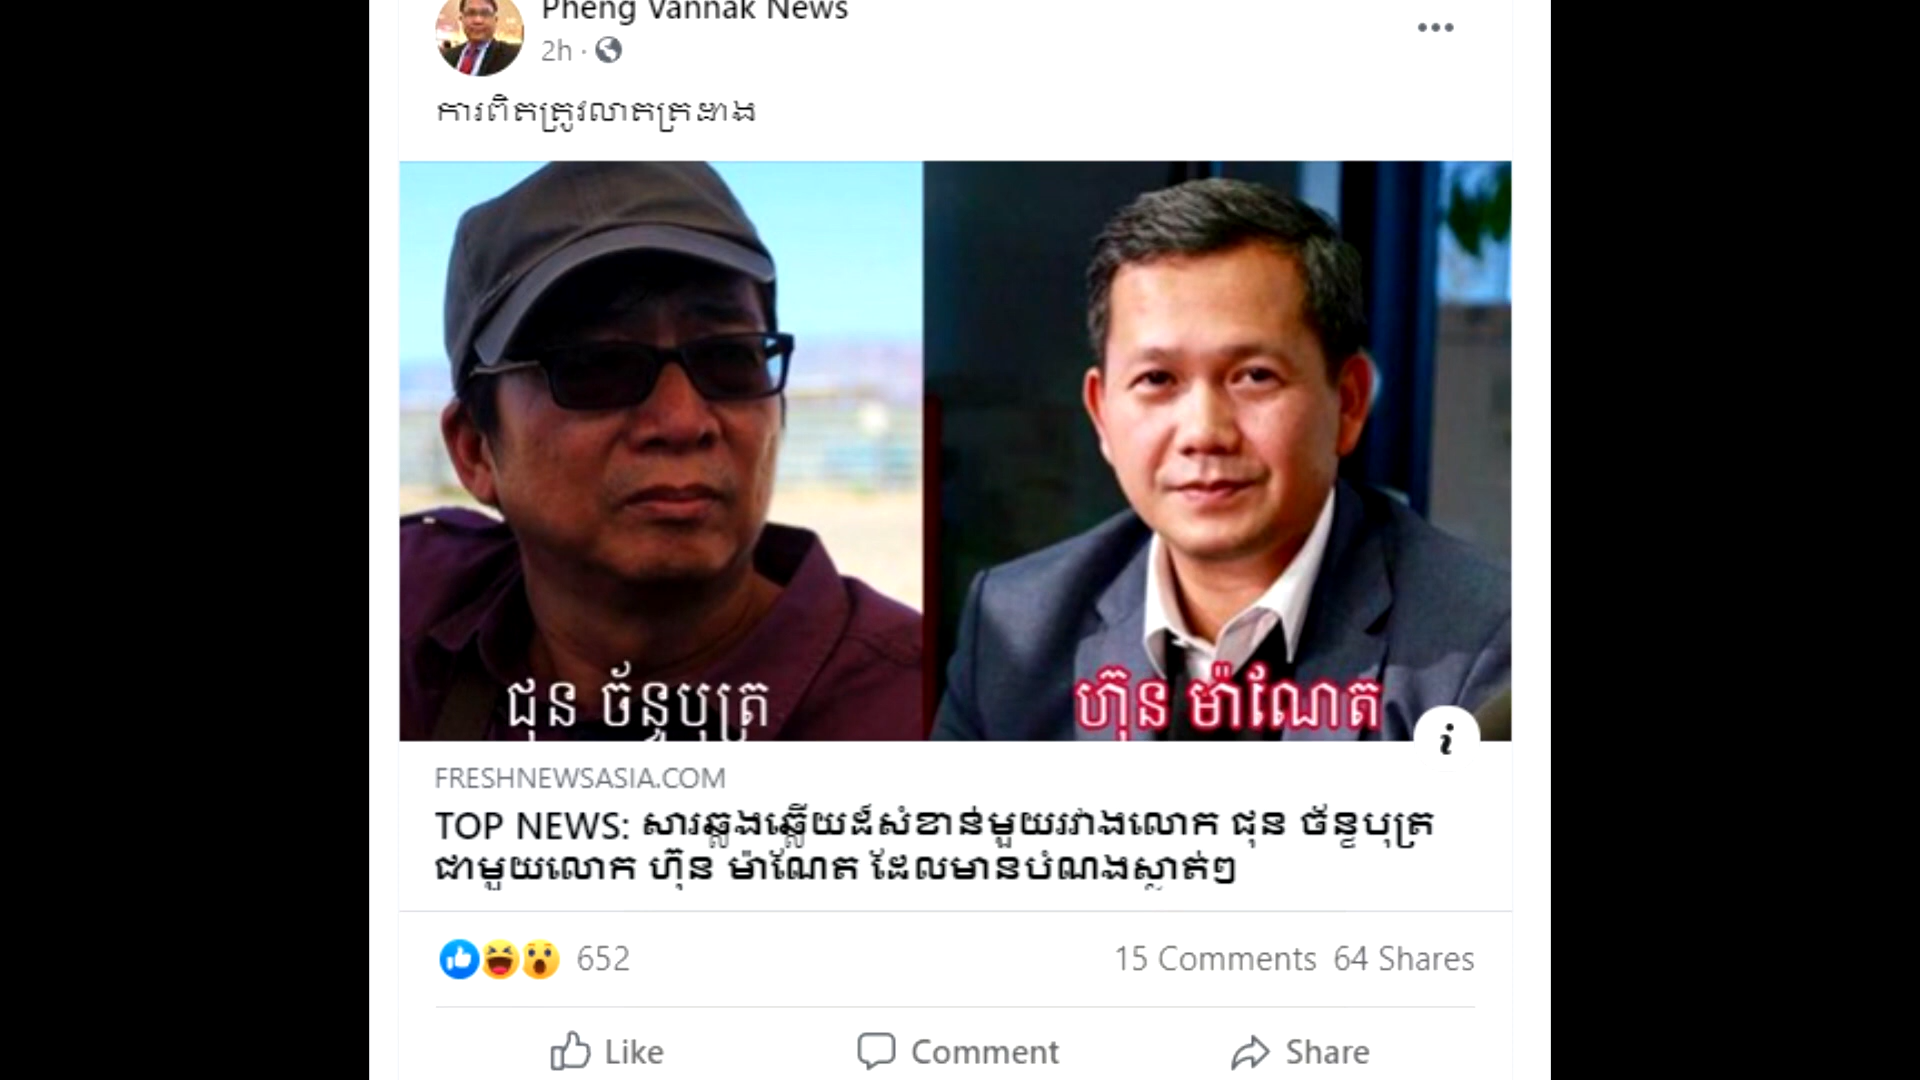 Pheng Vannak News
2h ·
ការពិតត្រូវលាតត្រដាង
ជុន ច័ន្ទបុត្រ
ហ៊ុន ម៉ាណែត
FRESHNEWSASIA.COM
TOP NEWS: សារឆ្លងឆ្លើយដ៏សំខាន់មួយរវាងលោក ជុន ច័ន្ទបុត្រ
ជាមួយលោក ហ៊ុន ម៉ាណែត ដែលមានបំណងស្លាត់ៗ
652
15 Comments 64 Shares
Like
Comment
Share